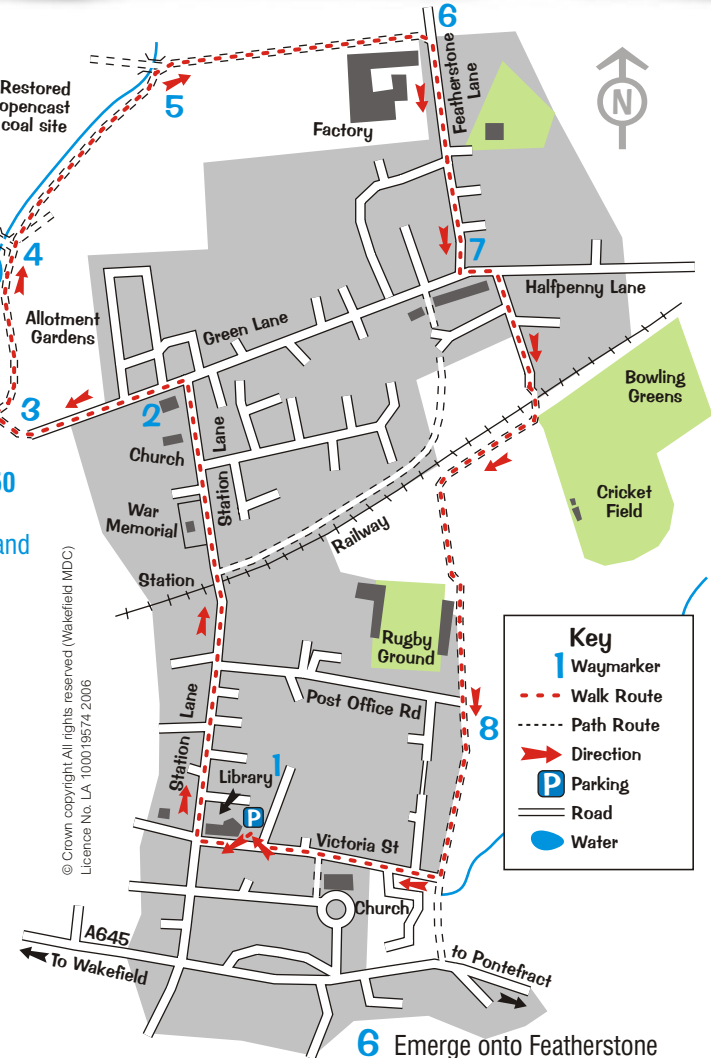 6
Restored
opencast
coal site
5
Factory
Featherstone
Lane
N
4
7
Halfpenny Lane
Allotment
Gardens
Green Lane
Bowling
Greens
3
2
Church
Station Lane
Cricket
Field
War
Memorial
Railway
Station
Rugby
Ground
Post Office Rd
8
Station Lane
1
Library
P
Victoria St
Church
A645
To Wakefield
to Pontefract
50
and
© Crown copyright All rights reserved (Wakefield MDC)
Licence No. LA 100019574 2006
Key
1 Waymarker
Walk Route
Path Route
Direction
P Parking
Road
Water
6 Emerge onto Featherstone